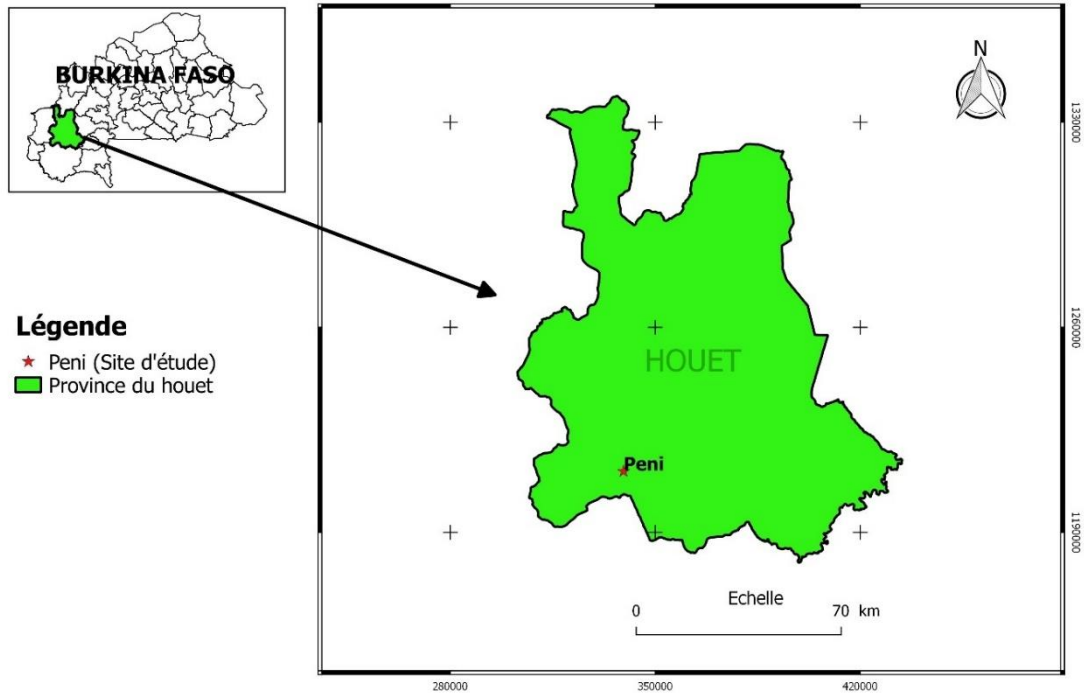 BURKINA FASO
Légende
Peni (Site d'étude)
Province du houet
N
HOUET
Peni
Echelle
0 70 km
1330000
1260000
1190000
280000 350000 420000